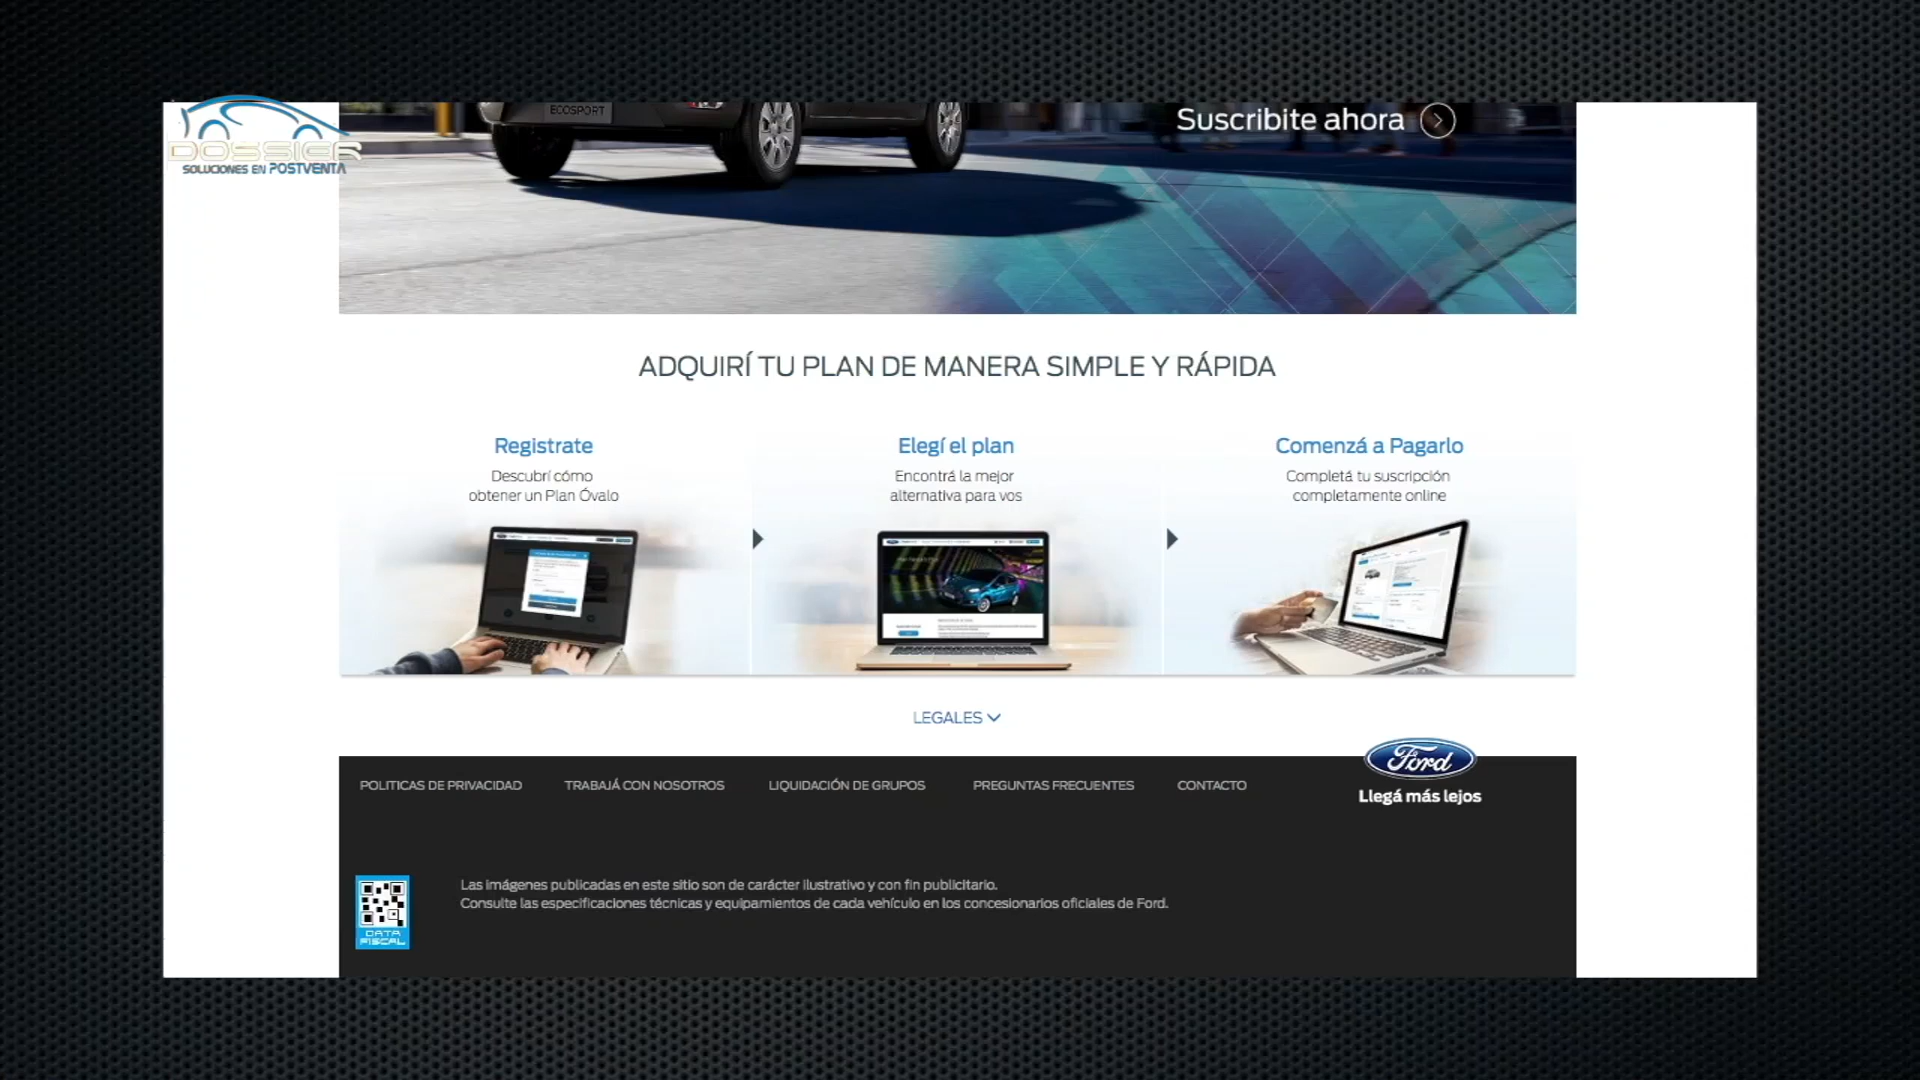 ECOSPORT
Suscribite ahora
DOSSIER
SOLUCIONES EN POSTVENTA
ADQUIRÍ TU PLAN DE MANERA SIMPLE Y RÁPIDA
Registrate
Descubrí cómo
obtener un Plan Óvalo
Elegí el plan
Encontrá la mejor
alternativa para vos
Comenzá a Pagarlo
Completá tu suscripción
completamente online
LEGALES
Ford
Llegá más lejos
POLITICAS DE PRIVACIDAD
TRABAJÁ CON NOSOTROS
LIQUIDACIÓN DE GRUPOS
PREGUNTAS FRECUENTES
CONTACTO
Las imágenes publicadas en este sitio son de carácter ilustrativo y con fin publicitario.
Consulte las especificaciones técnicas y equipamientos de cada vehículo en los concesionarios oficiales de Ford.
DATA
FISCAL